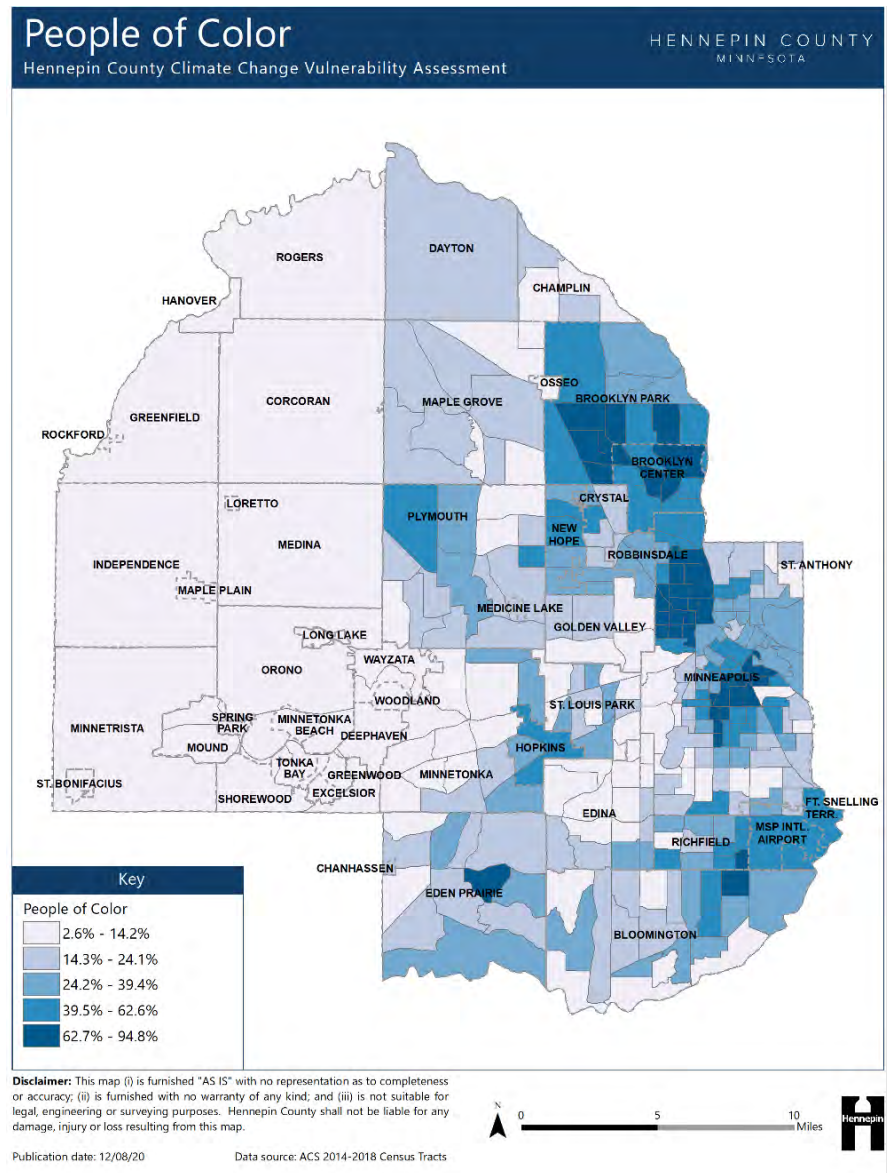 People of Color
Hennepin County Climate Change Vulnerability Assessment
HENNEPIN COUNTY
MINNESOTA
ROGERS
DAYTON
HANOVER
CHAMPLIN
OSSEO
CORCORAN
MAPLE GROVE
BROOKLYN PARK
GREENFIELD
ROCKFORD
BROOKLYN
CENTER
LORETTO
PLYMOUTH
CRYSTAL
NEW
HOPE
MEDINA
ROBBINSDALE
INDEPENDENCE
ST. ANTHONY
MAPLE PLAIN
MEDICINE LAKE
GOLDEN VALLEY
LONG LAKE
WAYZATA
ORONO
MINNEAPOLIS
WOODLAND
ST. LOUIS PARK
SPRING
PARK
MINNETONKA
BEACH
MINNETRISTA
DEEPHAVEN
MOUND
HOPKINS
TONKA
BAY
GREENWOOD
MINNETONKA
ST. BONIFACIUS
EXCELSIOR
SHOREWOOD
FT. SNELLING
TERR.
EDINA
MSP INTL.
AIRPORT
RICHFIELD
CHANHASSEN
EDEN PRAIRIE
BLOOMINGTON
Key
People of Color
2.6% - 14.2%
14.3% - 24.1%
24.2% - 39.4%
39.5% - 62.6%
62.7% - 94.8%
Disclaimer: This map (i) is furnished "AS IS" with no representation as to completeness
or accuracy; (ii) is furnished with no warranty of any kind; and (iii) is not suitable for
legal, engineering or surveying purposes. Hennepin County shall not be liable for any
damage, injury or loss resulting from this map.
Publication date: 12/08/20
Data source: ACS 2014-2018 Census Tracts
N
0
5
10
Miles
Hennepin